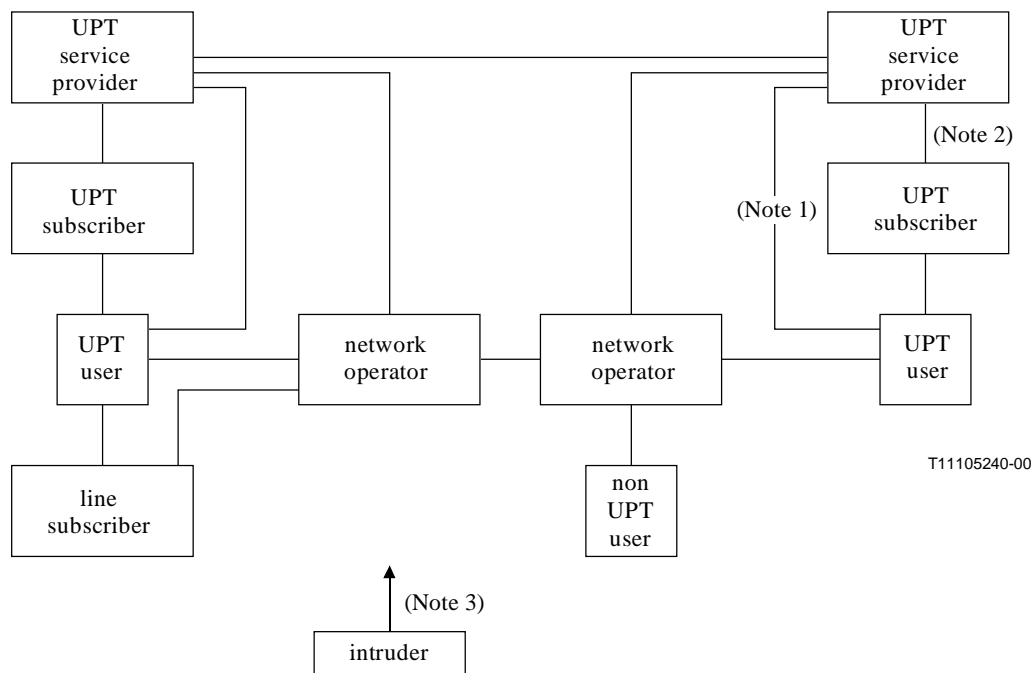 UPT
service
provider
UPT
service
provider
(Note 2)
UPT
subscriber
(Note 1)
UPT
subscriber
UPT
user
network
operator
network
operator
UPT
user
T11105240-00
line
subscriber
non
UPT
user
(Note 3)
intruder